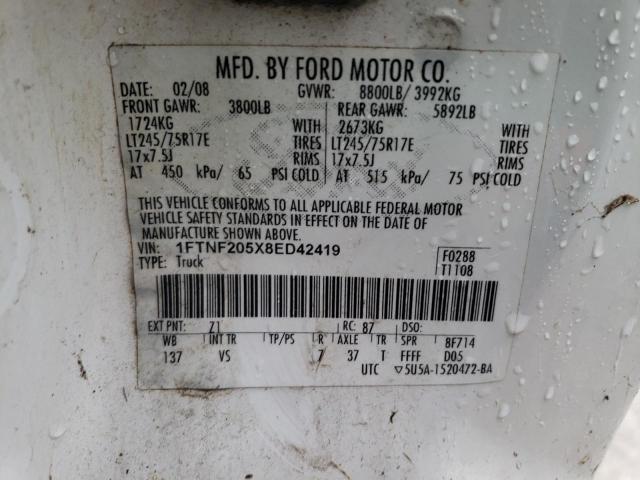 MFD. BY FORD MOTOR CO.
DATE: 02/08 GVWR: 8800LB/ 3992KG
FRONT GAWR: 3800LB REAR GAWR: 5892LB
1724KG WITH 2673KG WITH
LT245/75R17E TIRES LT245/75R17E TIRES
17x7.5J RIMS 17x7.5J RIMS
AT 450 kPa/ 65 PSI COLD AT 515 kPa/ 75 PSI COLD
THIS VEHICLE CONFORMS TO ALL APPLICABLE FEDERAL MOTOR
VEHICLE SAFETY STANDARDS IN EFFECT ON THE DATE OF
MANUFACTURE SHOWN ABOVE.
VIN: 1FTNF205X8ED42419 F0288
TYPE: Truck T1108
EXT PNT: Z1 RC: 87 DSO:
WB INT TR TP/PS R AXLE TR SPR 8F714
137 VS 7 37 T FFFF D05
UTC ▽5U5A-1520472-BA